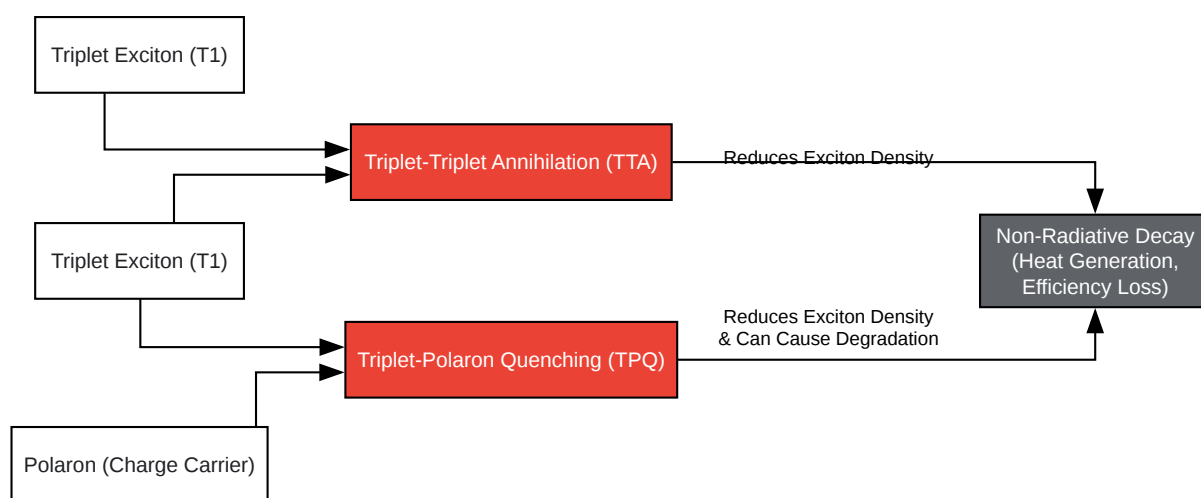 Triplet Exciton (T1)
Triplet-Triplet Annihilation (TTA)
Reduces Exciton Density
Triplet Exciton (T1)
Non-Radiative Decay
(Heat Generation,
Efficiency Loss)
Reduces Exciton Density
& Can Cause Degradation
Triplet-Polaron Quenching (TPQ)
Polaron (Charge Carrier)